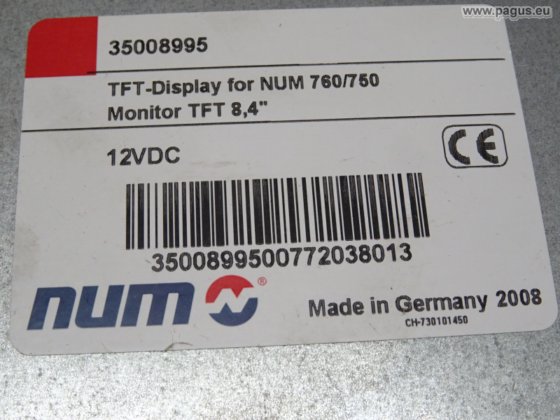 www.pagus.eu
35008995
TFT-Display for NUM 760/750
Monitor TFT 8,4"
12VDC
CE
3500899500772038013
num ®
Made in Germany 2008
CH-730101450